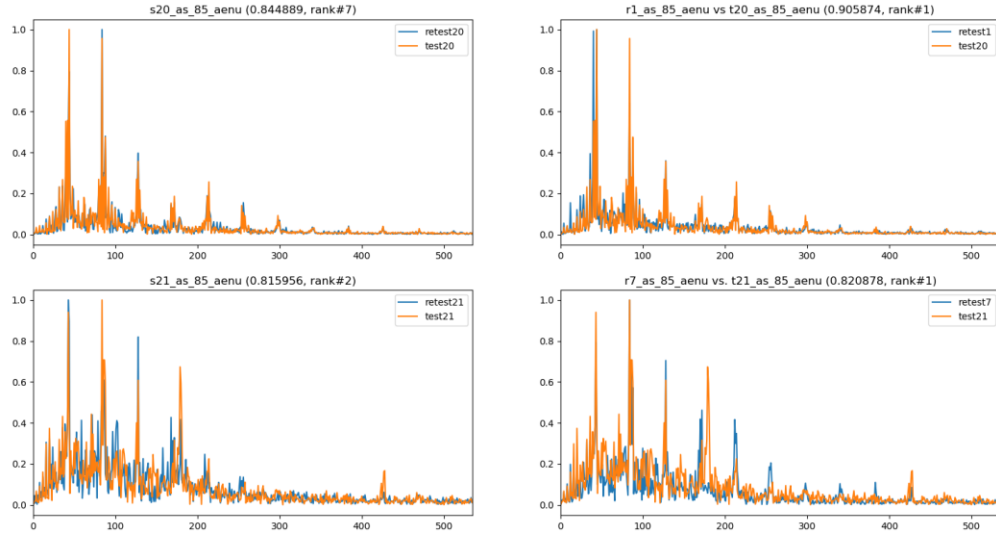 s20_as_85_aenu (0.844889, rank#7)
retest20
test20
1.0
0.8
0.6
0.4
0.2
0.0
0 100 200 300 400 500
r1_as_85_aenu vs t20_as_85_aenu (0.905874, rank#1)
retest1
test20
1.0
0.8
0.6
0.4
0.2
0.0
0 100 200 300 400 500
s21_as_85_aenu (0.815956, rank#2)
retest21
test21
1.0
0.8
0.6
0.4
0.2
0.0
0 100 200 300 400 500
r7_as_85_aenu vs. t21_as_85_aenu (0.820878, rank#1)
retest7
test21
1.0
0.8
0.6
0.4
0.2
0.0
0 100 200 300 400 500